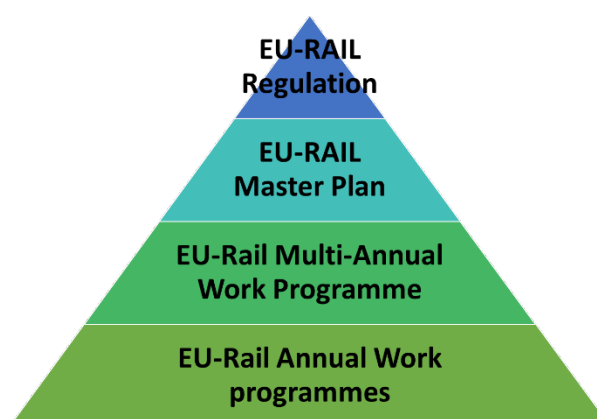 EU-RAIL
Regulation
EU-RAIL
Master Plan
EU-Rail Multi-Annual
Work Programme
EU-Rail Annual Work
programmes